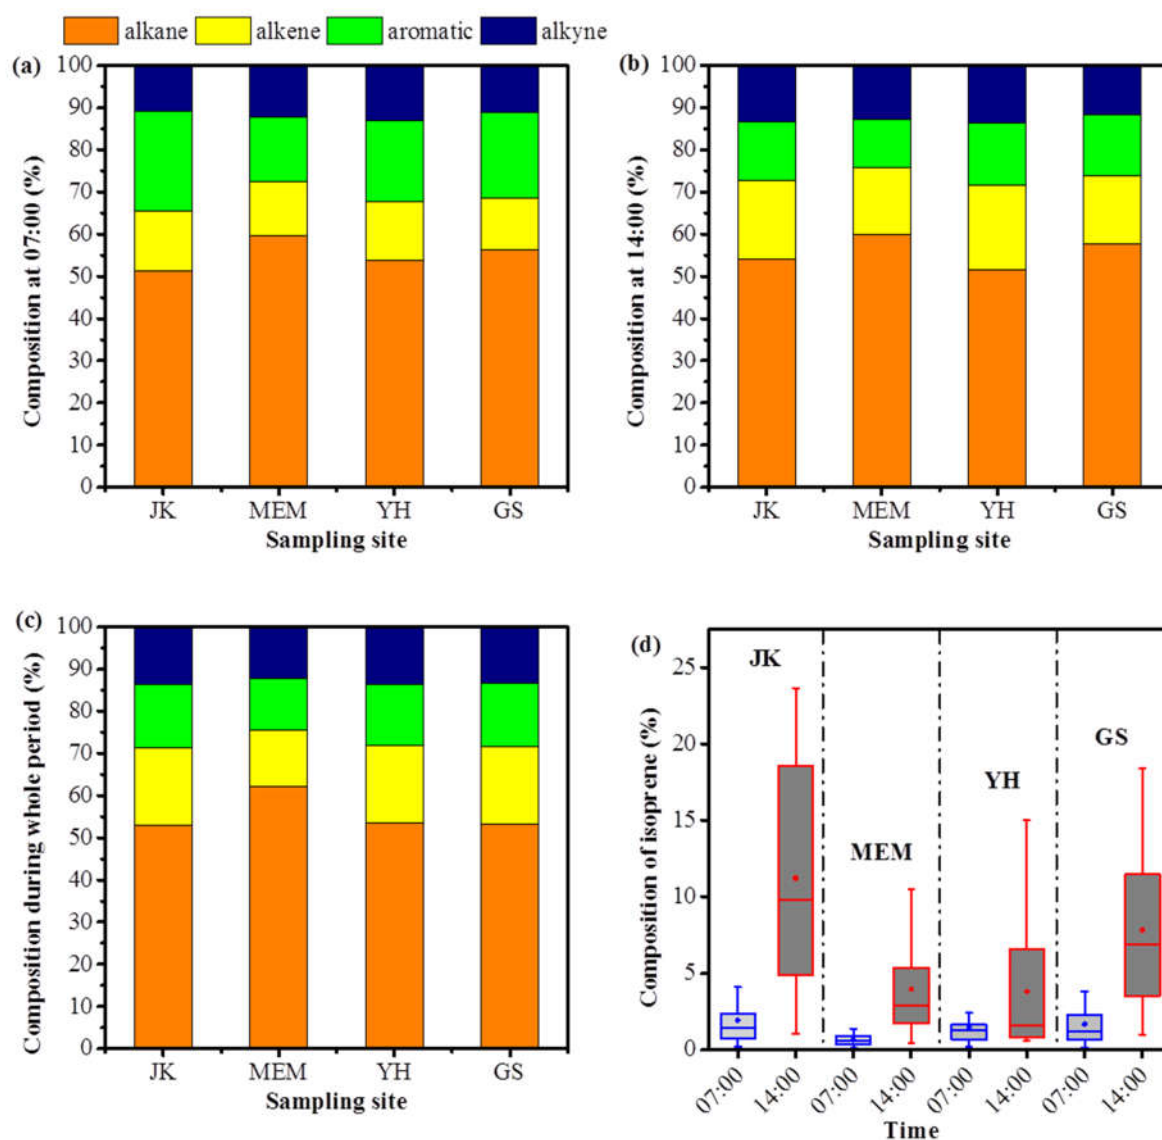 alkane alkene aromatic alkyne
(a)
Composition at 07:00 (%)
100
90
80
70
60
50
40
30
20
10
0
JK MEM YH GS
Sampling site
(b)
Composition at 14:00 (%)
100
90
80
70
60
50
40
30
20
10
0
JK MEM YH GS
Sampling site
(c)
Composition during whole period (%)
100
90
80
70
60
50
40
30
20
10
0
JK MEM YH GS
Sampling site
(d)
Composition of isoprene (%)
25
20
15
10
5
0
JK
MEM
YH
GS
07:00 14:00 07:00 14:00 07:00 14:00 07:00 14:00
Time